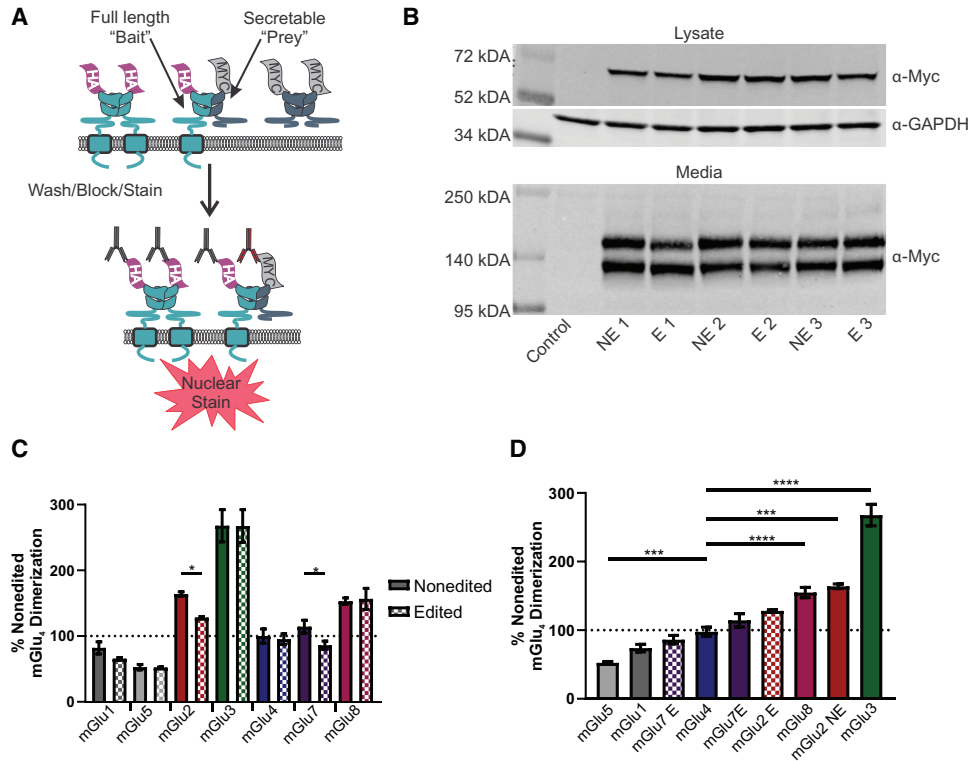 A
Full length
"Bait"
Secretable
"Prey"
HA HA HA MYC MYC MYC
Wash/Block/Stain
HA HA HA MYC
Nuclear
Stain
B
Lysate
72 kDA
52 kDA
α-Myc
34 kDA
α-GAPDH
Media
250 kDA
140 kDA
95 kDA
α-Myc
Control NE 1 E 1 NE 2 E 2 NE 3 E 3
C
% Nonedited
mGlu4 Dimerization
300
200
100
0
* *
Nonedited
Edited
mGlu1 mGlu5 mGlu2 mGlu3 mGlu4 mGlu7 mGlu8
D
% Nonedited
mGlu4 Dimerization
300
200
100
0
****
***
****
***
mGlu5 mGlu1 mGlu7 E mGlu4 mGlu7E mGlu2 E mGlu8 mGlu2 NE mGlu3